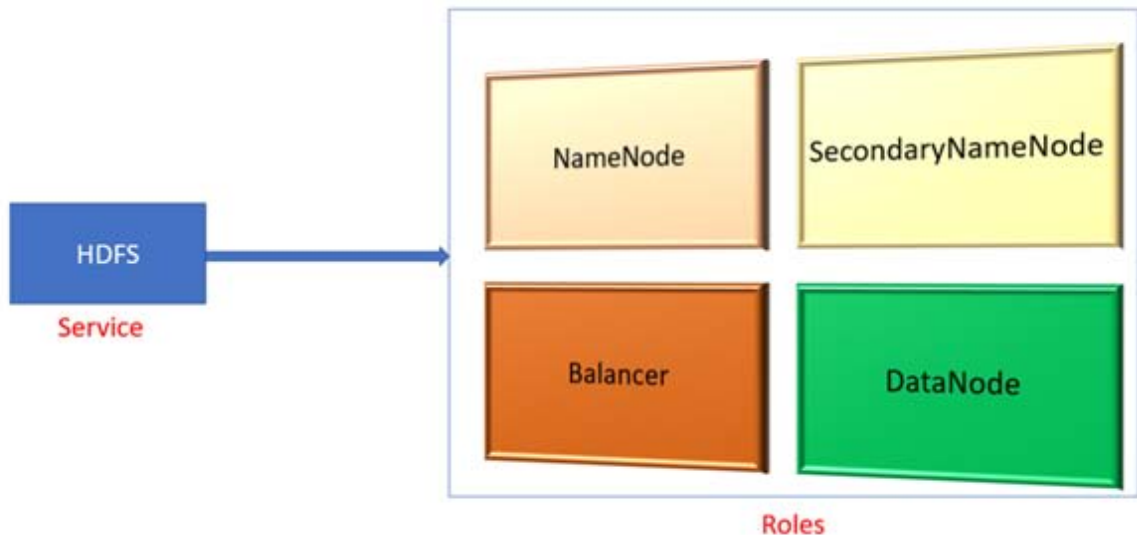 NameNode
SecondaryNameNode
HDFS
Service
Balancer
DataNode
Roles